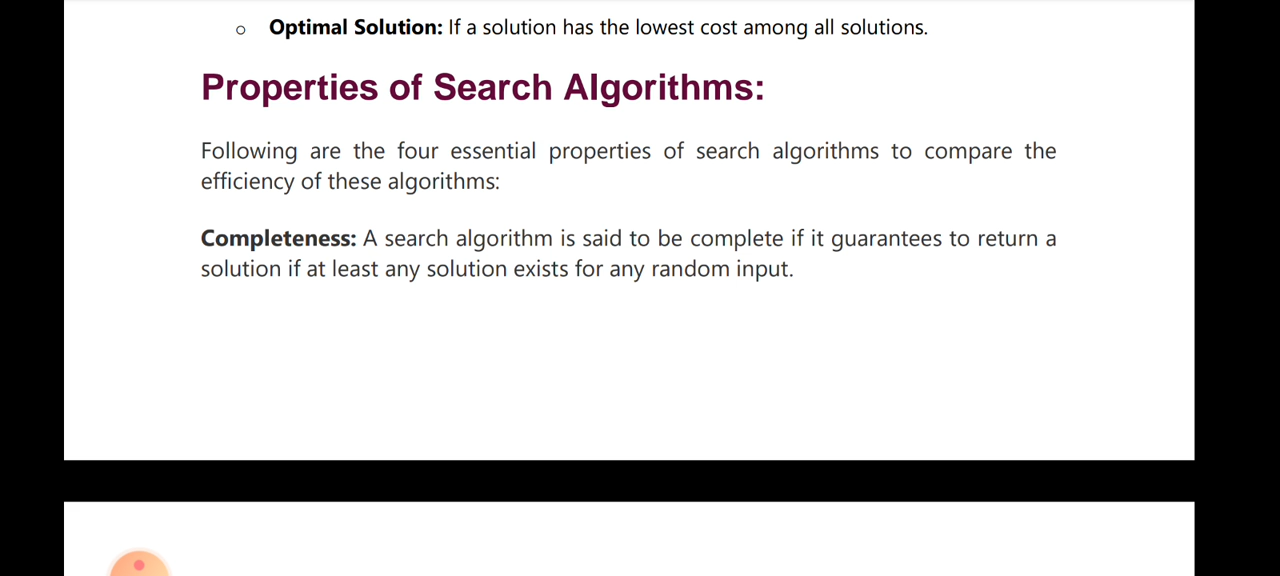 o Optimal Solution: If a solution has the lowest cost among all solutions.
Properties of Search Algorithms:
Following are the four essential properties of search algorithms to compare the
efficiency of these algorithms:
Completeness: A search algorithm is said to be complete if it guarantees to return a
solution if at least any solution exists for any random input.